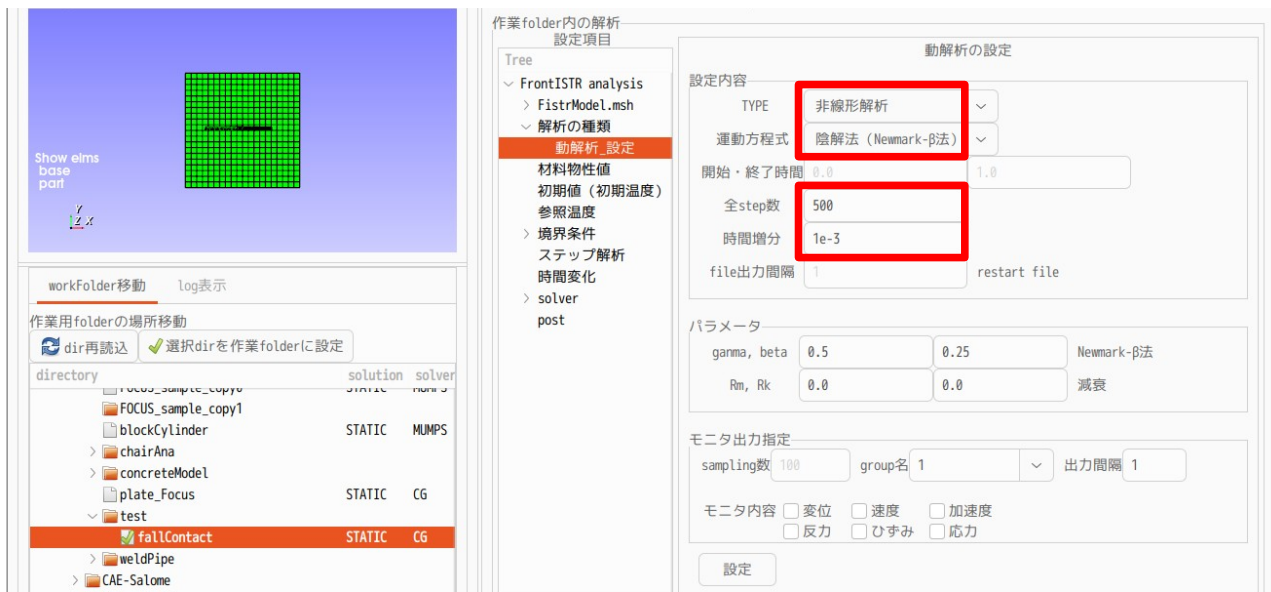 Show elms
base
part
Y
Z X
workFolder移動 log表示
作業用folderの場所移動
dir再読込 選択dirを作業folderに設定
directory solution solver
FOCUS_sample_copy0 STATIC MUMPS
FOCUS_sample_copy1
blockCylinder STATIC MUMPS
chairAna
concreteModel
plate_Focus STATIC CG
test
fallContact STATIC CG
weldPipe
CAE-Salome
作業folder内の解析
設定項目
Tree
FrontISTR analysis
FistrModel.msh
解析の種類
動解析_設定
材料物性値
初期値（初期温度）
参照温度
境界条件
ステップ解析
時間変化
solver
post
動解析の設定
設定内容
TYPE 非線形解析
運動方程式 陰解法（Newmark-β法）
開始・終了時間 0.0 1.0
全step数 500
時間増分 1e-3
file出力間隔 1 restart file
パラメータ
ganma, beta 0.5 0.25 Newmark-β法
Rm, Rk 0.0 0.0 減衰
モニタ出力指定
sampling数 100 group名 1 出力間隔 1
モニタ内容 変位 速度 加速度
反力 ひずみ 応力
設定